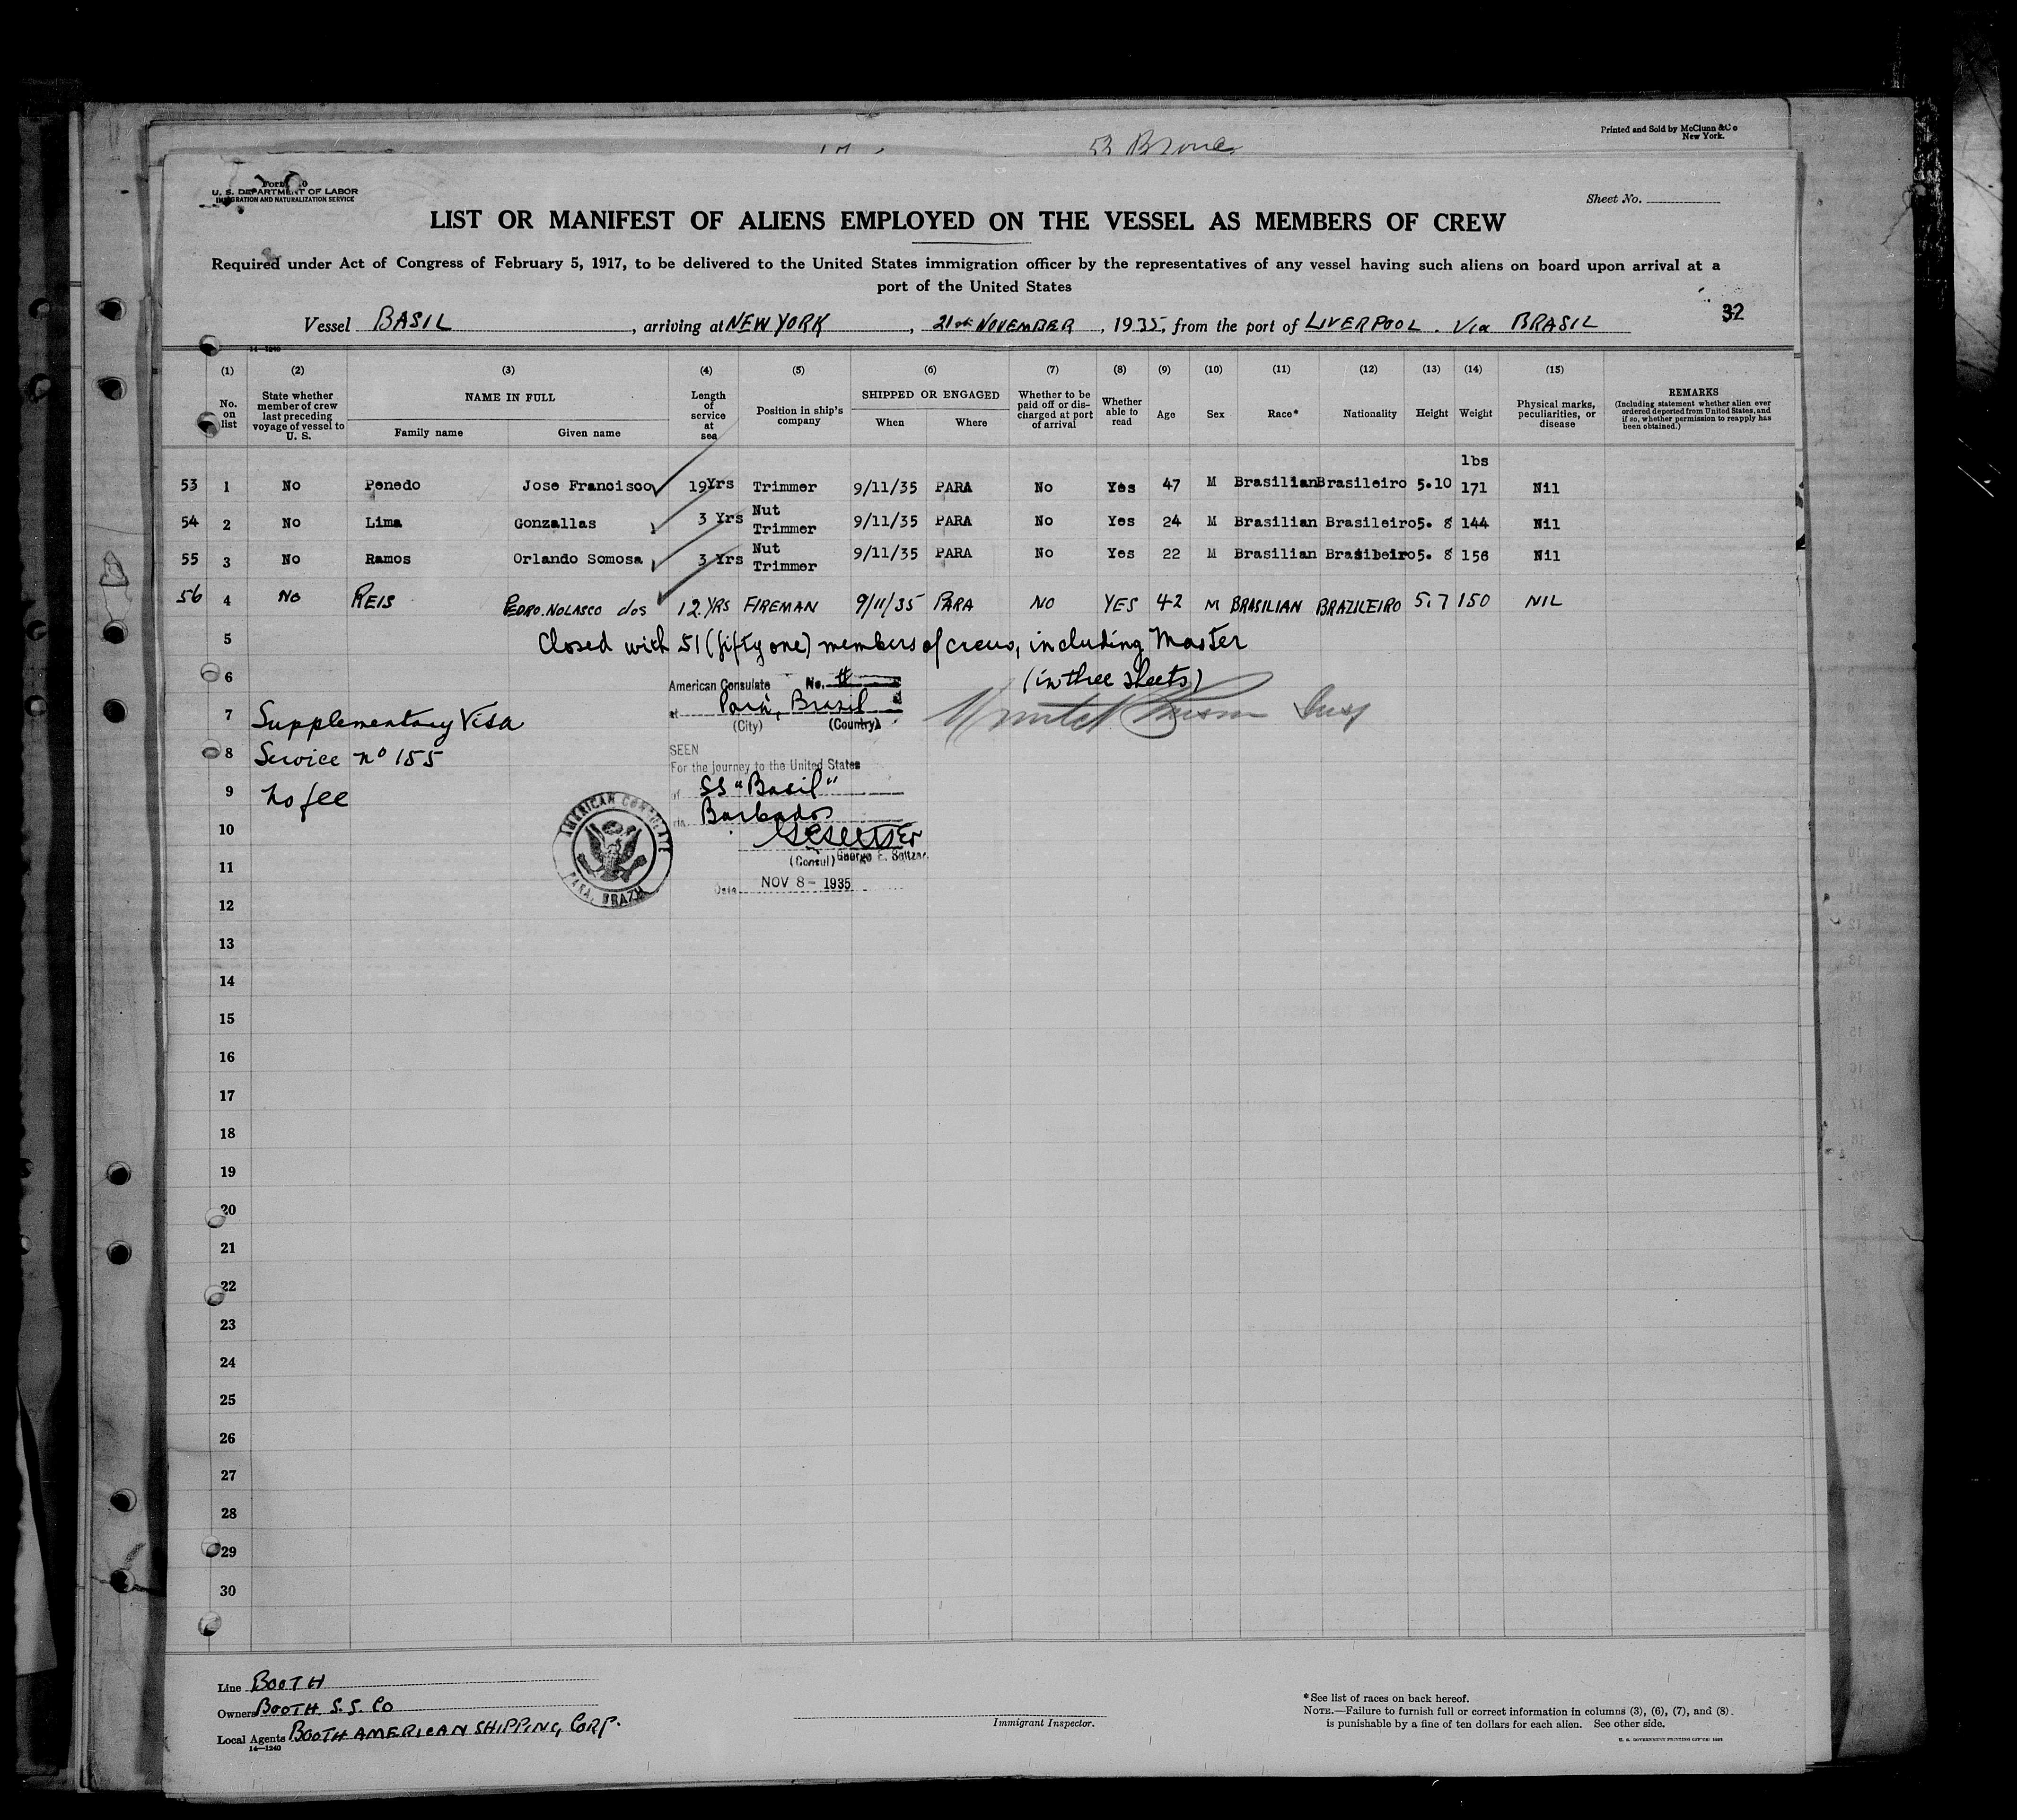 Printed and Sold by McClunn & Co
New York.
U. S. DEPARTMENT OF LABOR
IMMIGRATION AND NATURALIZATION SERVICE
Sheet No.
LIST OR MANIFEST OF ALIENS EMPLOYED ON THE VESSEL AS MEMBERS OF CREW
Required under Act of Congress of February 5, 1917, to be delivered to the United States immigration officer by the representatives of any vessel having such aliens on board upon arrival at a
port of the United States
Vessel BASIL, arriving at NEW YORK, 21st NOVEMBER, 1935, from the port of LIVERPOOL. Via BRASIL
32
14—1240
(1) (2) (3) (4) (5) (6) (7) (8) (9) (10) (11) (12) (13) (14) (15)
No. on list
State whether member of crew last preceding voyage of vessel to U. S.
NAME IN FULL
Family name
Given name
Length of service at sea
Position in ship's company
SHIPPED OR ENGAGED
When
Where
Whether to be paid off or discharged at port of arrival
Whether able to read
Age
Sex
Race*
Nationality
Height
Weight
Physical marks, peculiarities, or disease
REMARKS
(Including statement whether alien ever ordered deported from United States, and if so, whether permission to reapply has been obtained.)
lbs
53 1 No Penedo Jose Francisco 19Yrs Trimmer 9/11/35 PARA No Yes 47 M Brasilian Brasileiro 5.10 171 Nil
54 2 No Lima Gonzallas 3 Yrs Nut Trimmer 9/11/35 PARA No Yes 24 M Brasilian Brasileiro 5. 8 144 Nil
55 3 No Ramos Orlando Somosa 3 Yrs Nut Trimmer 9/11/35 PARA No Yes 22 M Brasilian Brasileiro 5. 8 156 Nil
56 4 No REIS PEDRO. NOLASCO dos 12. YRS FIREMAN 9/11/35 PARA NO YES 42 M BRASILIAN BRAZILEIRO 5.7 150 NIL
5 Closed with 51 (fifty one) members of crew, including Master
6 (in three sheets)
American Consulate No.
at Pará, Brasil
(City) (Country)
7 Supplementary Visa
8 Service no 155
9 no fee
SEEN
For the journey to the United States
of SS "Basil"
via Barbados
(Consul) George E. Seltzer
Date NOV 8 - 1935
AMERICAN CONSULATE
PARA, BRAZIL
10
11
12
13
14
15
16
17
18
19
20
21
22
23
24
25
26
27
28
29
30
Line BOOTH
Owners BOOTH S.S. Co
Local Agents BOOTH AMERICAN SHIPPING CORP.
14—1240
Immigrant Inspector.
*See list of races on back hereof.
NOTE.—Failure to furnish full or correct information in columns (3), (6), (7), and (8)
is punishable by a fine of ten dollars for each alien. See other side.